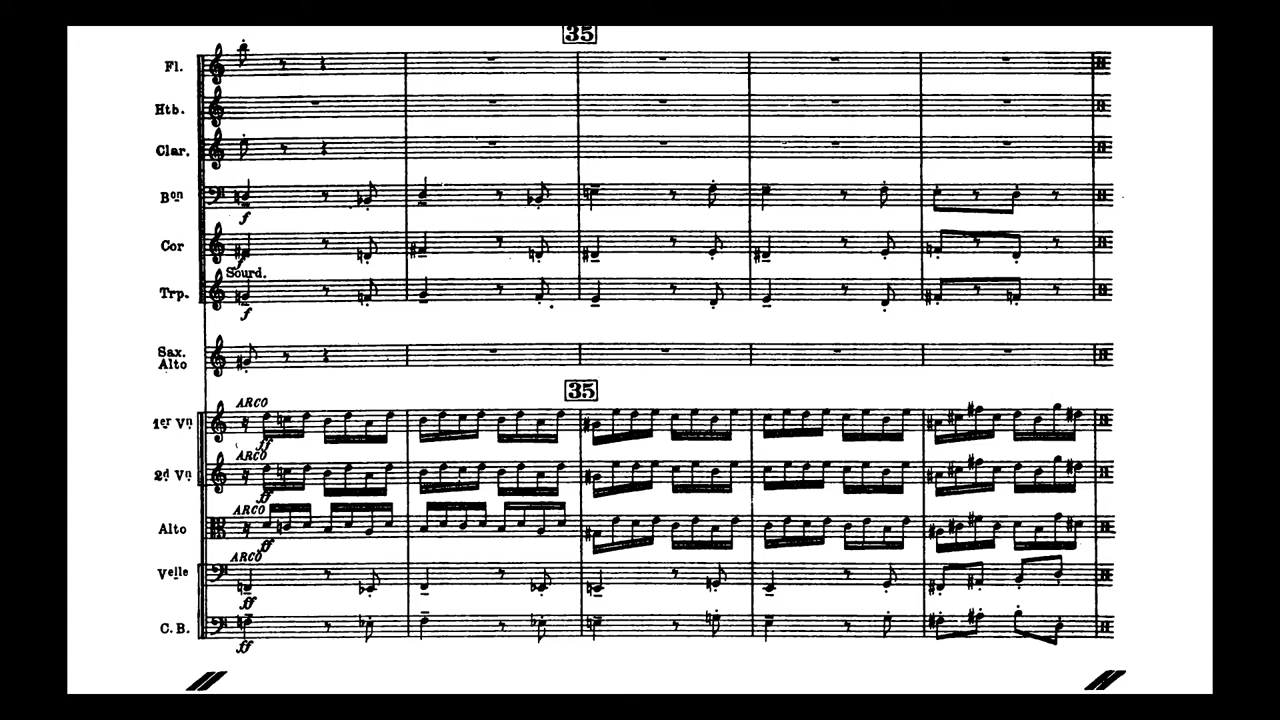 35
Fl.
Htb.
Clar.
Bon
f
Cor
f
Sourd.
Trp.
f
Sax.
Alto
35
ARCO
1er Vn
ff
ARCO
2d Vn
ff
ARCO
Alto
ff
ARCO
Velle
ff
C.B.
ff